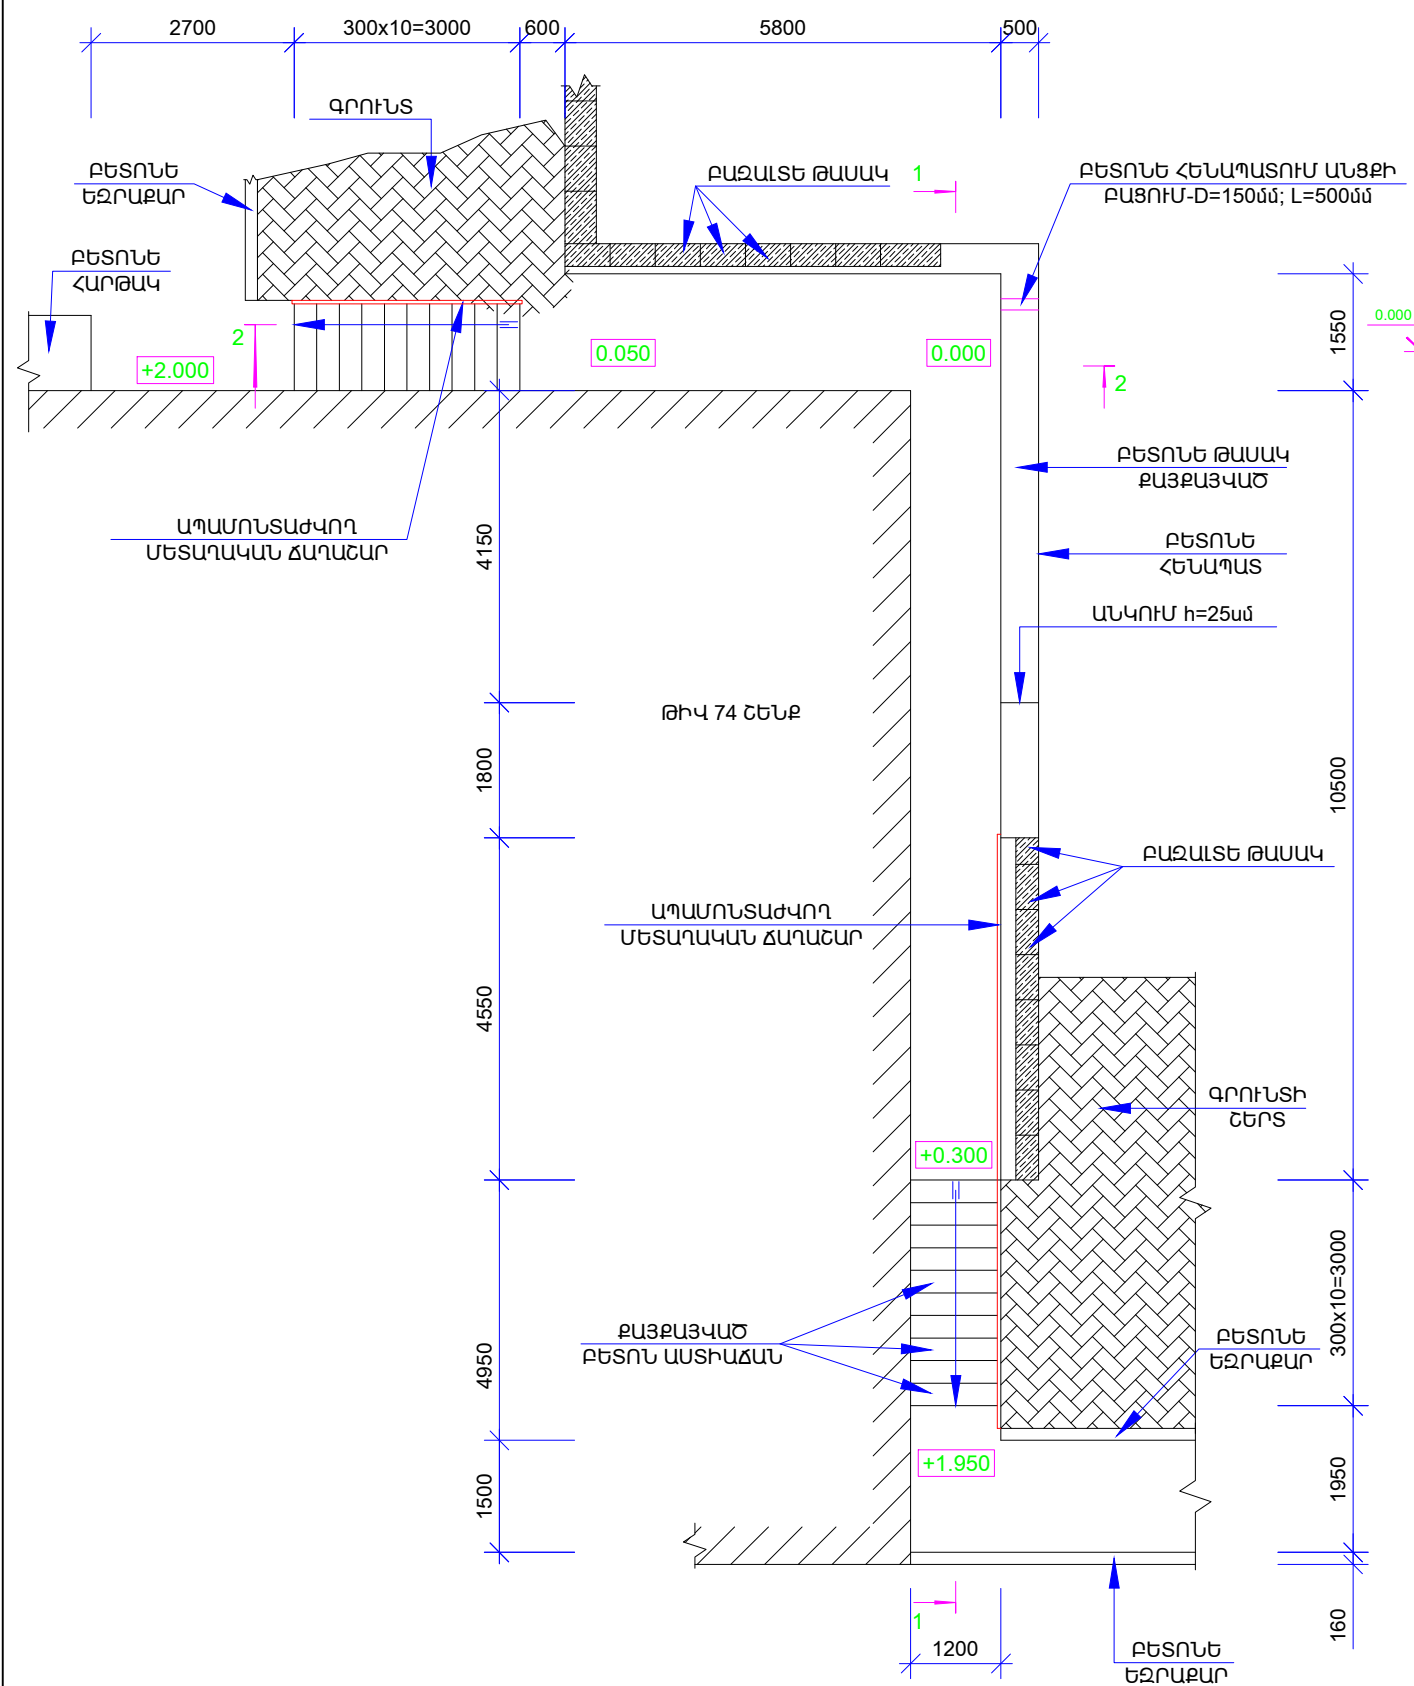 2700
300x10=3000
600
5800
500
ԳՐՈՒՆՏ
ԲԵՏՈՆԵ
ԵԶՐԱՔԱՐ
ԲԱԶԱԼՏԵ ԹԱՍԱԿ
1
ԲԵՏՈՆԵ ՀԵՆԱՊԱՏՈՒՄ ԱՆՑՔԻ
ԲԱՑՈՒՄ-D=150մմ; L=500մմ
ԲԵՏՈՆԵ
ՀԱՐԹԱԿ
2
+2.000
0.050
0.000
1550
0.000
2
ԲԵՏՈՆԵ ԹԱՍԱԿ
ՔԱՅՔԱՅՎԱԾ
ԱՊԱՄՈՆՏԱԺՎՈՂ
ՄԵՏԱՂԱԿԱՆ ՃԱՂԱՇԱՐ
4150
ԲԵՏՈՆԵ
ՀԵՆԱՊԱՏ
ԱՆԿՈՒՄ h=25սմ
ԹԻՎ 74 ՇԵՆՔ
1800
10500
ԲԱԶԱԼՏԵ ԹԱՍԱԿ
ԱՊԱՄՈՆՏԱԺՎՈՂ
ՄԵՏԱՂԱԿԱՆ ՃԱՂԱՇԱՐ
4550
ԳՐՈՒՆՏԻ
ՇԵՐՏ
+0.300
300x10=3000
ՔԱՅՔԱՅՎԱԾ
ԲԵՏՈՆ ԱՍՏԻԱՃԱՆ
4950
ԲԵՏՈՆԵ
ԵԶՐԱՔԱՐ
+1.950
1500
1950
1
160
1200
ԲԵՏՈՆԵ
ԵԶՐԱՔԱՐ